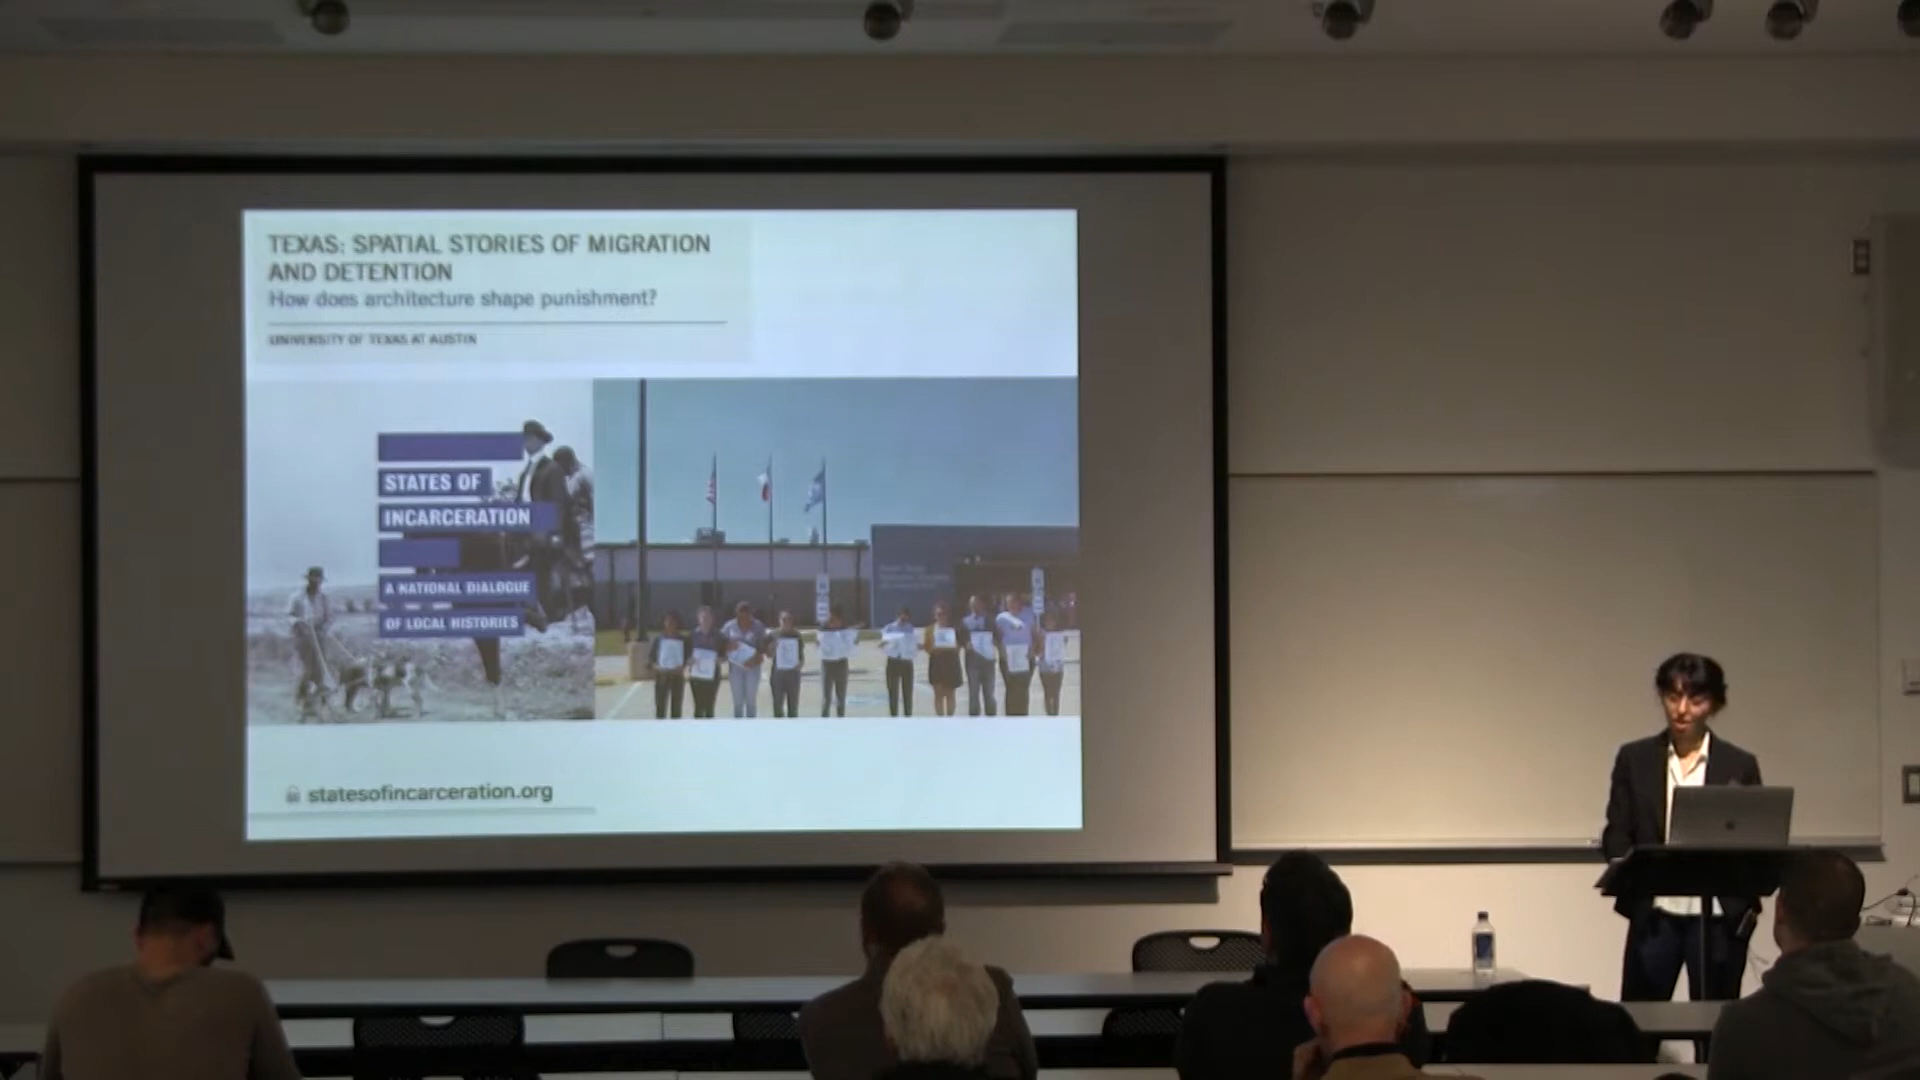 TEXAS: SPATIAL STORIES OF MIGRATION
AND DETENTION
How does architecture shape punishment?
UNIVERSITY OF TEXAS AT AUSTIN
STATES OF
INCARCERATION
A NATIONAL DIALOGUE
OF LOCAL HISTORIES
statesofincarceration.org